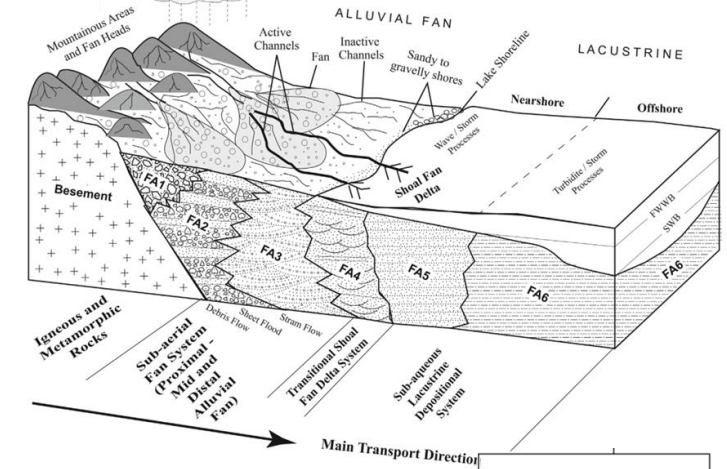 ALLUVIAL FAN
LACUSTRINE
Mountainous Areas
and Fan Heads
Active
Channels
Fan
Inactive
Channels
Sandy to
gravelly shores
Lake Shoreline
Nearshore
Offshore
Wave / Storm
Processes
Turbidite / Storm
Processes
Shoal Fan
Delta
FWWB
SWB
Besement
FA1
FA2
FA3
FA4
FA5
FA6
FA6
Debris Flow
Sheet Flood
Stram Flow
Igneous and
Metamorphic
Rocks
Sub-aerial
Fan System
(Proximal -
Mid and
Distal
Alluvial
Fan)
Transitional Shoal
Fan Delta System
Sub-aqueous
Lacustrine
Depositional
System
Main Transport Direction